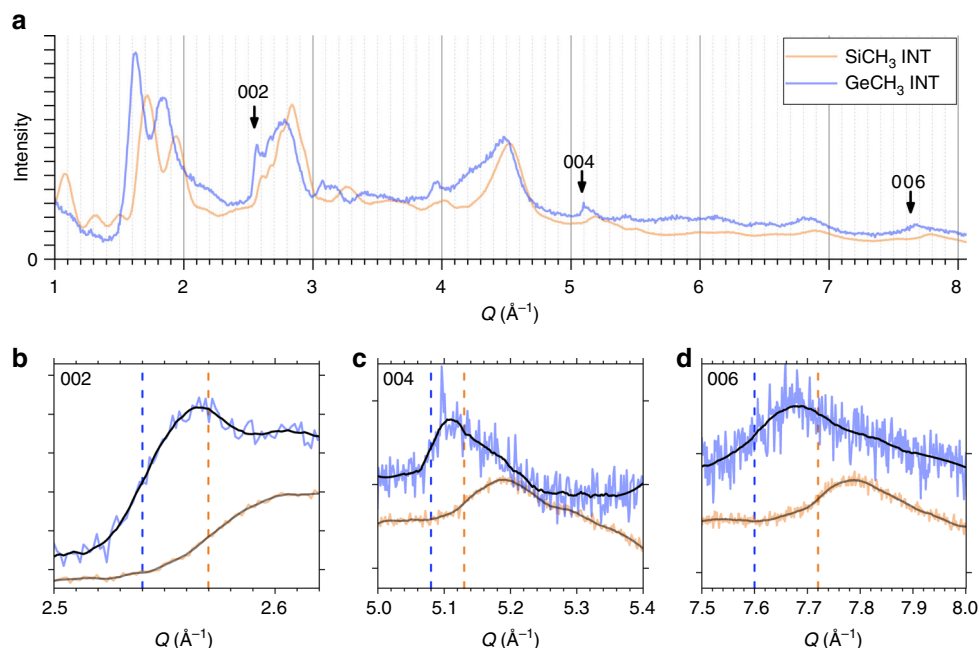 a
SiCH₃ INT
GeCH₃ INT
002
004
006
Intensity
0
1 2 3 4 5 6 7 8
Q (Å⁻¹)
b c d
002 004 006
2.5 2.6
5.0 5.1 5.2 5.3 5.4
7.5 7.6 7.7 7.8 7.9 8.0
Q (Å⁻¹) Q (Å⁻¹) Q (Å⁻¹)